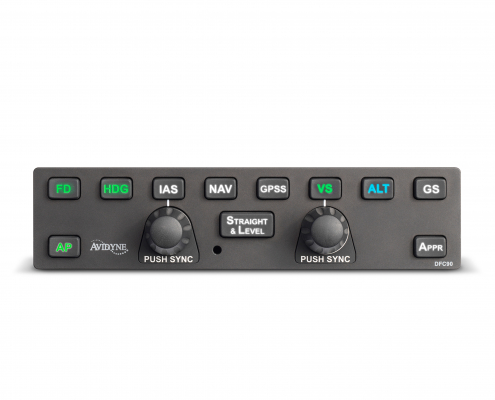 FD HDG IAS NAV GPSS VS ALT GS
STRAIGHT
& LEVEL
AP AVIDYNE APPR
PUSH SYNC PUSH SYNC
DFC90